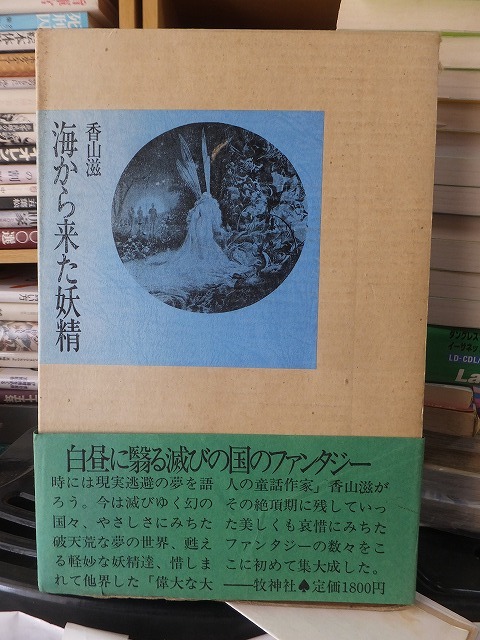 香山滋
海から来た妖精
白昼に翳る滅びの国のファンタジー
時には現実逃避の夢を語
ろう。今は滅びゆく幻の
国々、やさしさにみちた
破天荒な夢の世界、甦え
る軽妙な妖精達、惜しま
れて他界した「偉大な大
人の童話作家」香山滋が
その絶頂期に残していっ
た美しくも哀惜にみちた
ファンタジーの数々をこ
こに初めて集大成した。
──牧神社♠定価1800円
LD-CDL